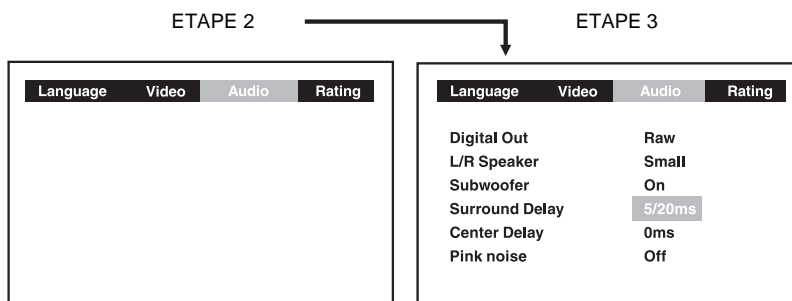 ETAPE 2
ETAPE 3
Language Video Audio Rating
Language Video Audio Rating
Digital Out Raw
L/R Speaker Small
Subwoofer On
Surround Delay 5/20ms
Center Delay 0ms
Pink noise Off